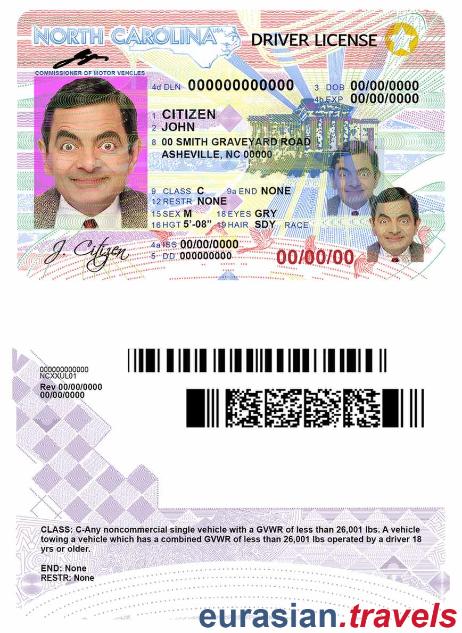 NORTH CAROLINA USA DRIVER LICENSE
COMMISSIONER OF MOTOR VEHICLES
4d DLN 000000000000 3 DOB 00/00/0000
4b EXP 00/00/0000
1 CITIZEN
2 JOHN
8 00 SMITH GRAVEYARD ROAD
ASHEVILLE, NC 00000
9 CLASS C 9a END NONE
12 RESTR NONE
15 SEX M 18 EYES GRY
16 HGT 5'-08" 19 HAIR SDY RACE
J. Citizen
4a ISS 00/00/0000
5 DD 000000000 00/00/00
000000000000
NCXXUL01
Rev 00/00/0000
00/00/0000
CLASS: C-Any noncommercial single vehicle with a GVWR of less than 26,001 lbs. A vehicle
towing a vehicle which has a combined GVWR of less than 26,001 lbs operated by a driver 18
yrs or older.
END: None
RESTR: None
eurasian.travels